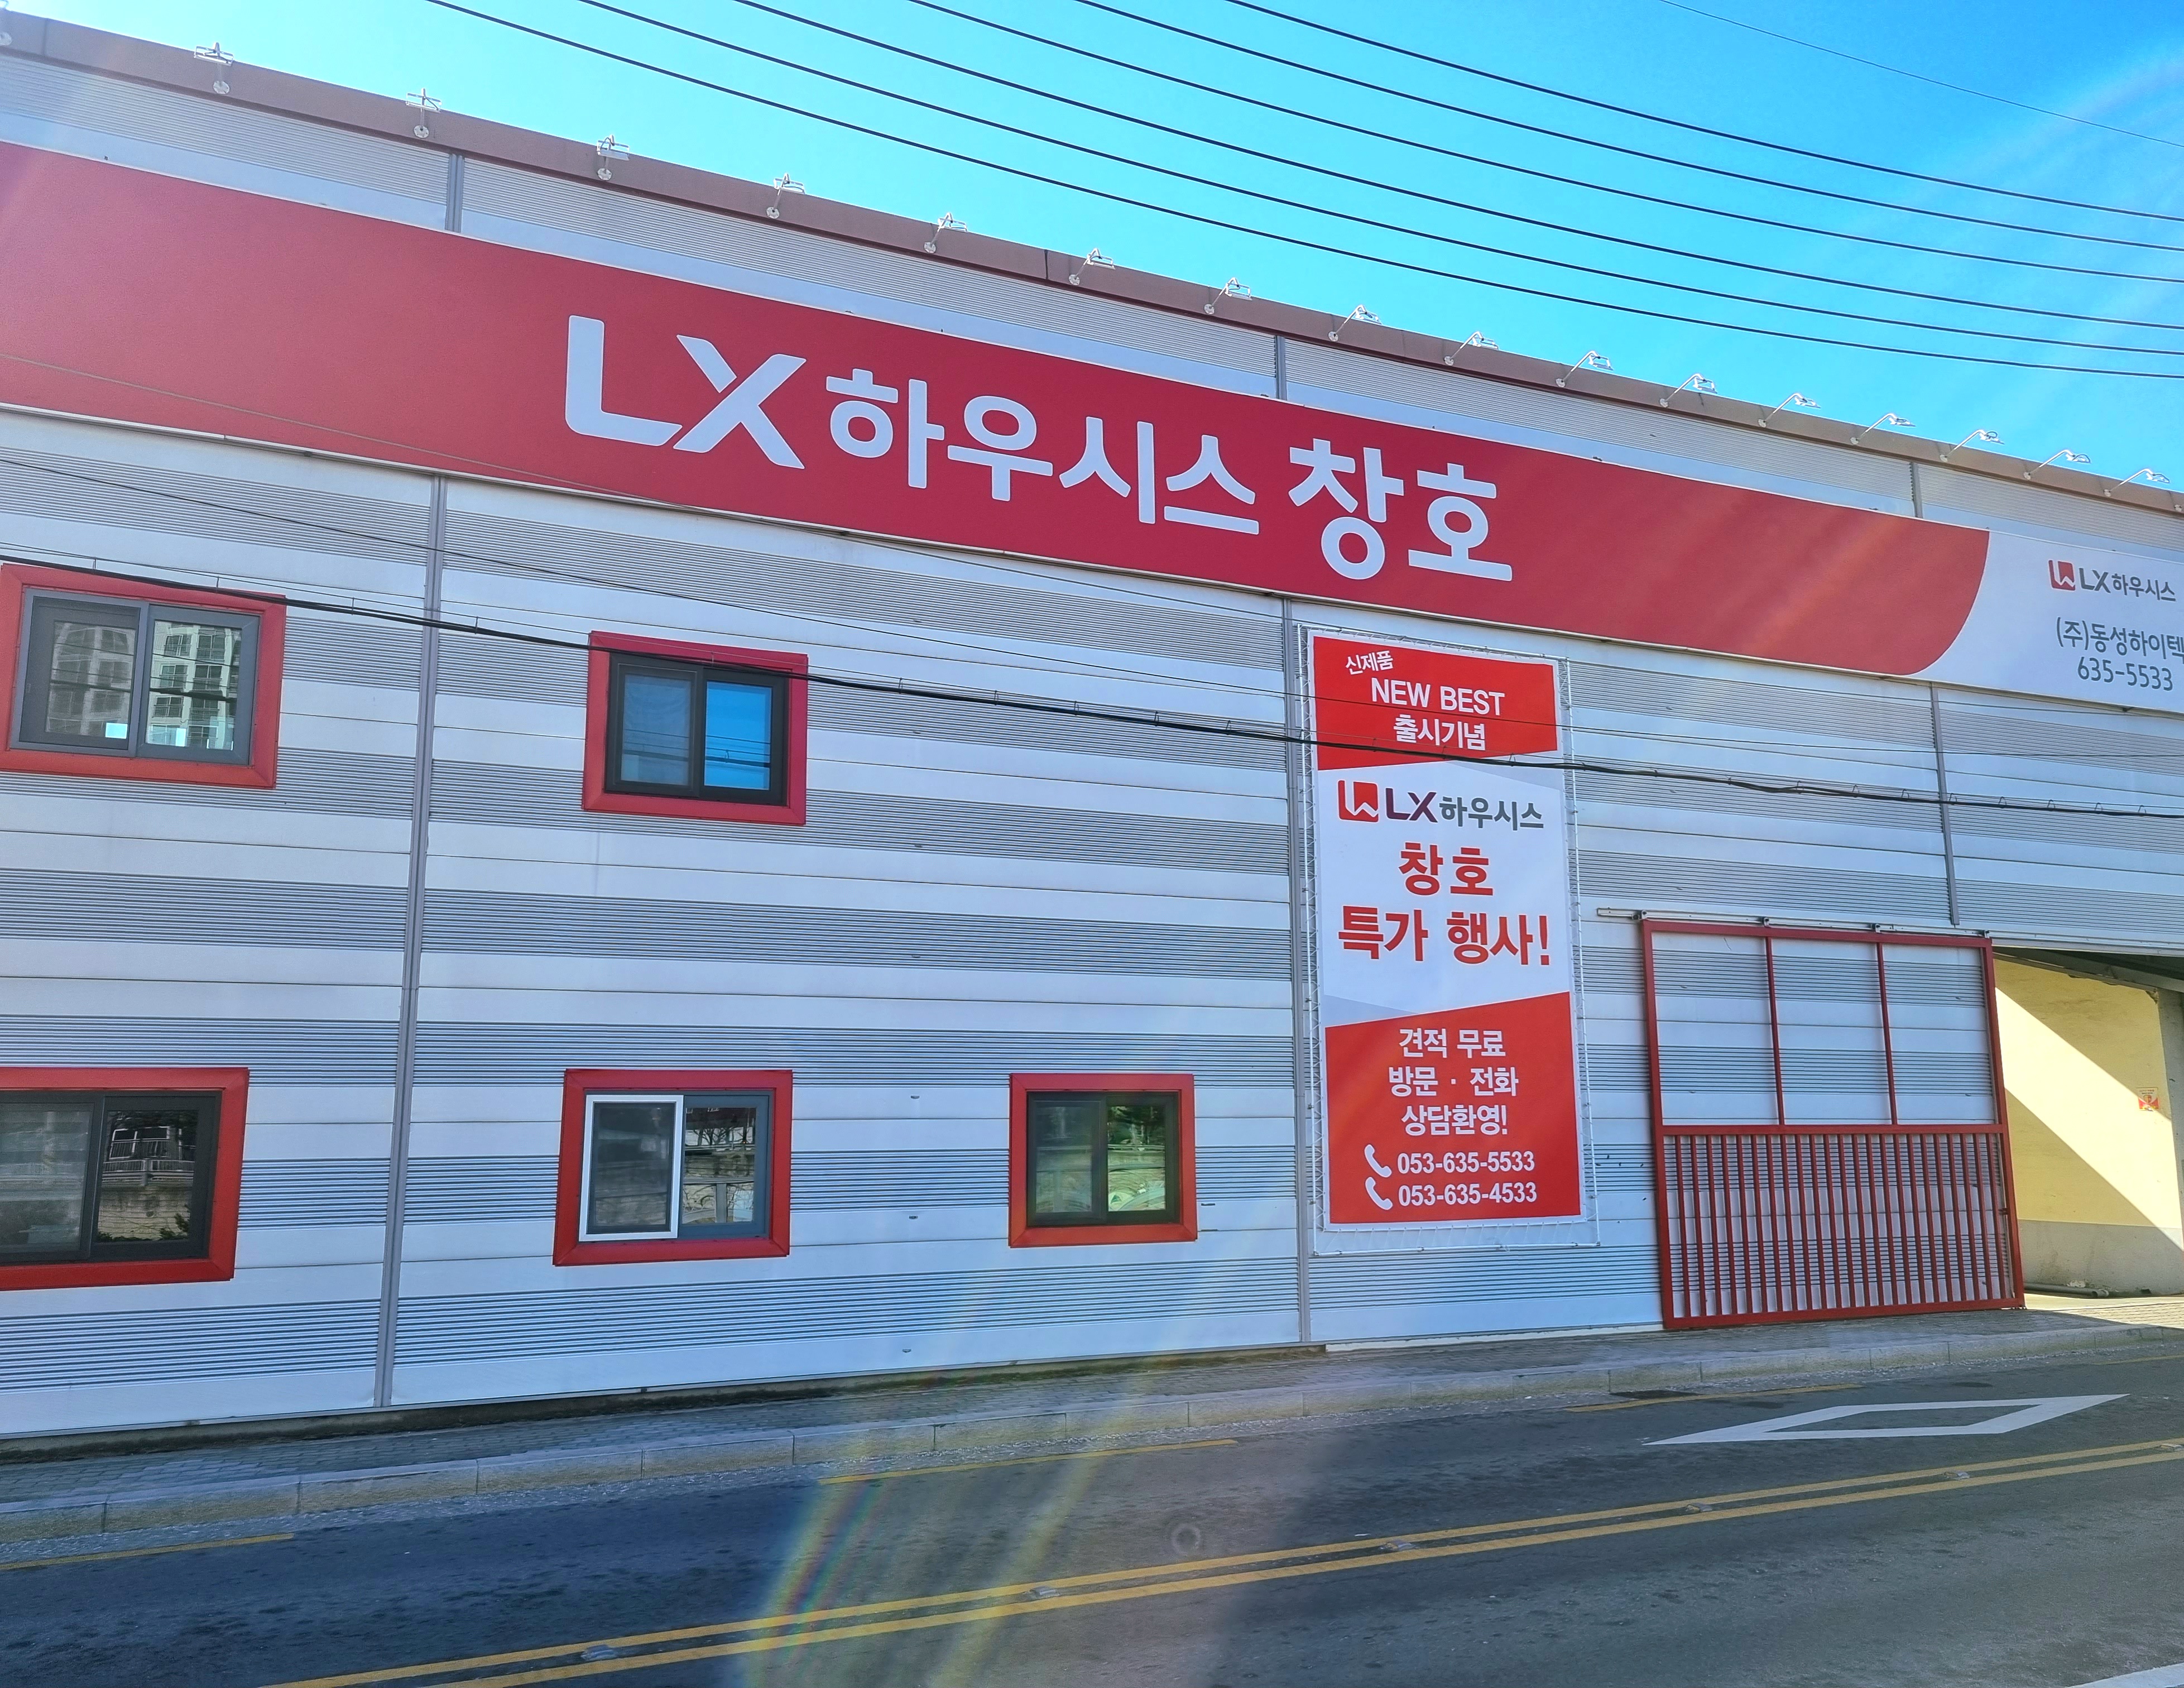 LX하우시스 창호
LX하우시스
(주)동성하이텍
635-5533
신제품
NEW BEST
출시기념
LX하우시스
창호
특가 행사!
견적 무료
방문 · 전화
상담환영!
053-635-5533
053-635-4533